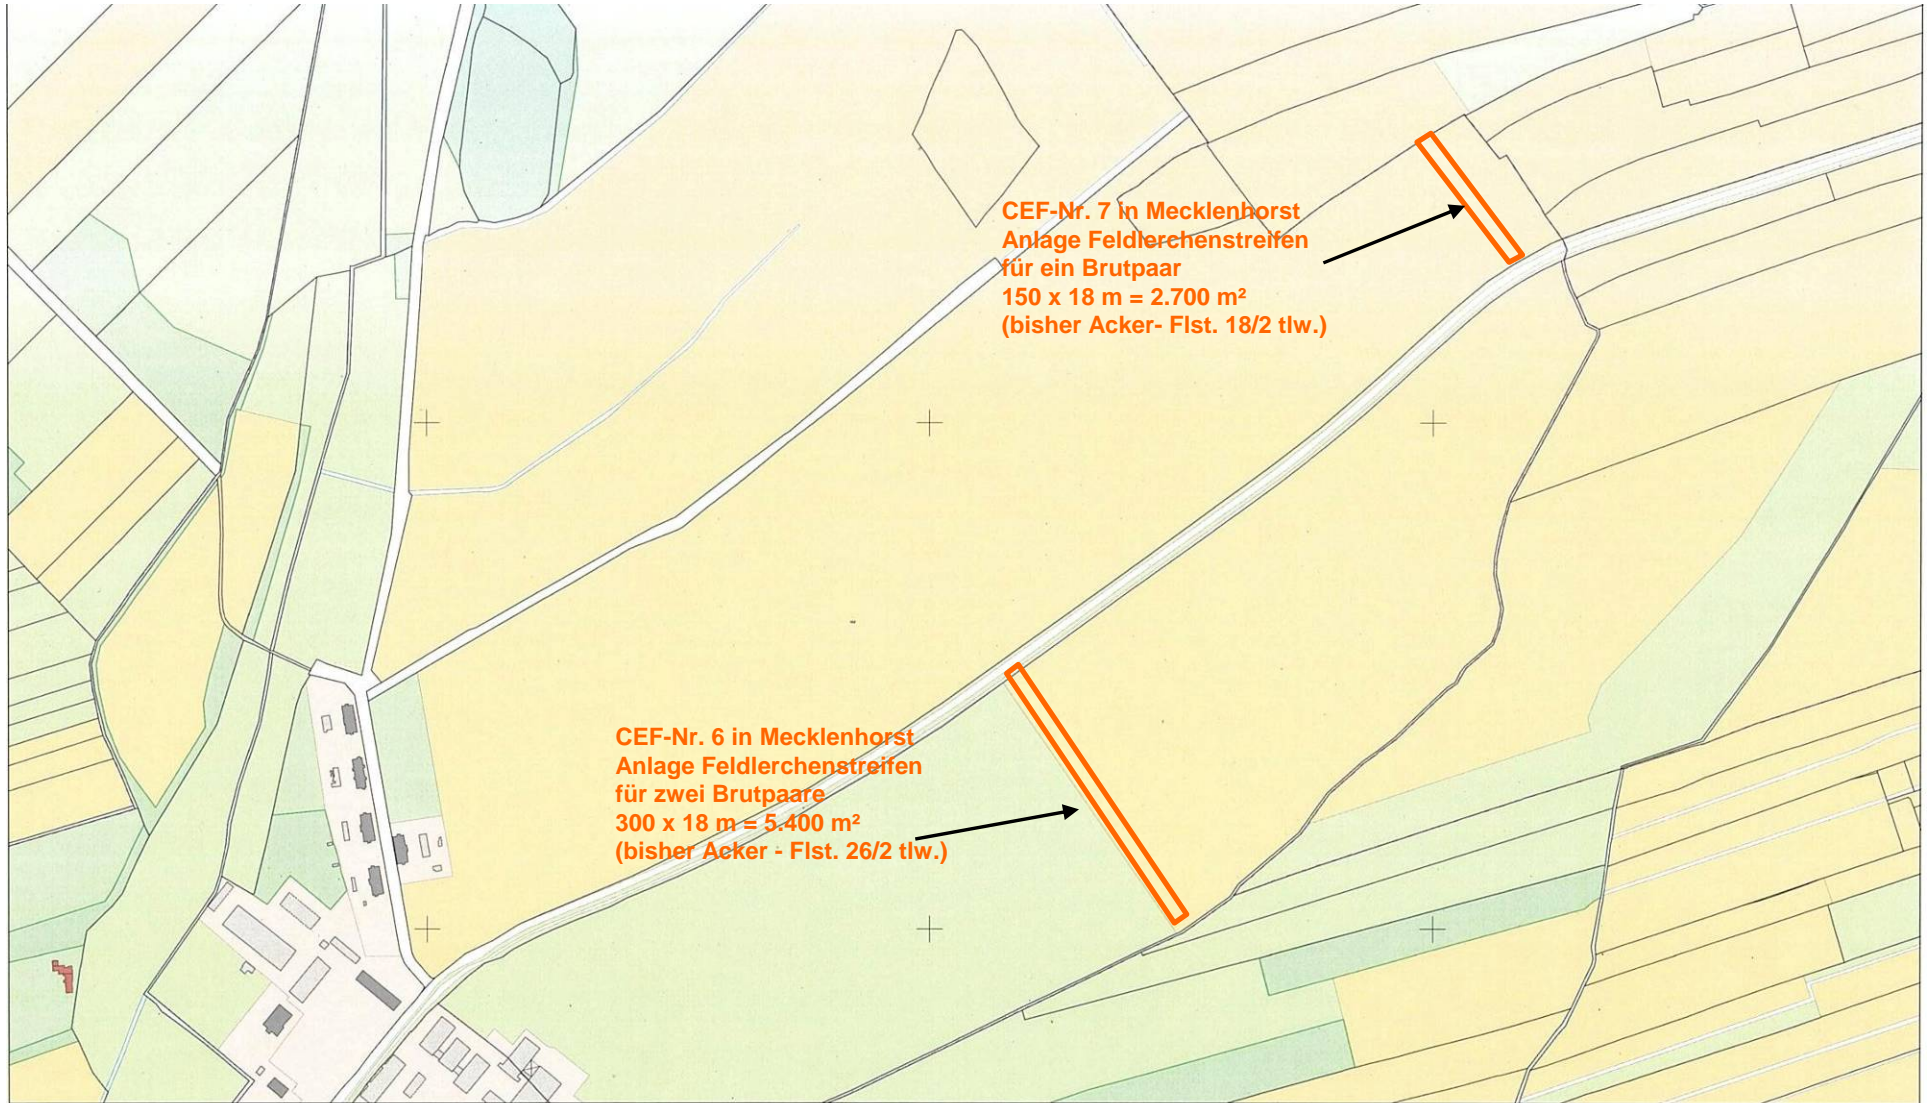 CEF-Nr. 7 in Mecklenhorst
Anlage Feldlerchenstreifen
für ein Brutpaar
150 x 18 m = 2.700 m²
(bisher Acker- Flst. 18/2 tlw.)
CEF-Nr. 6 in Mecklenhorst
Anlage Feldlerchenstreifen
für zwei Brutpaare
300 x 18 m = 5.400 m²
(bisher Acker - Flst. 26/2 tlw.)